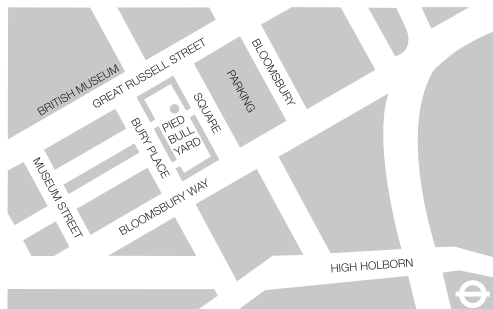 BRITISH MUSEUM
GREAT RUSSELL STREET
BLOOMSBURY
SQUARE
PARKING
PIED
BULL
YARD
BURY PLACE
MUSEUM STREET
BLOOMSBURY WAY
HIGH HOLBORN